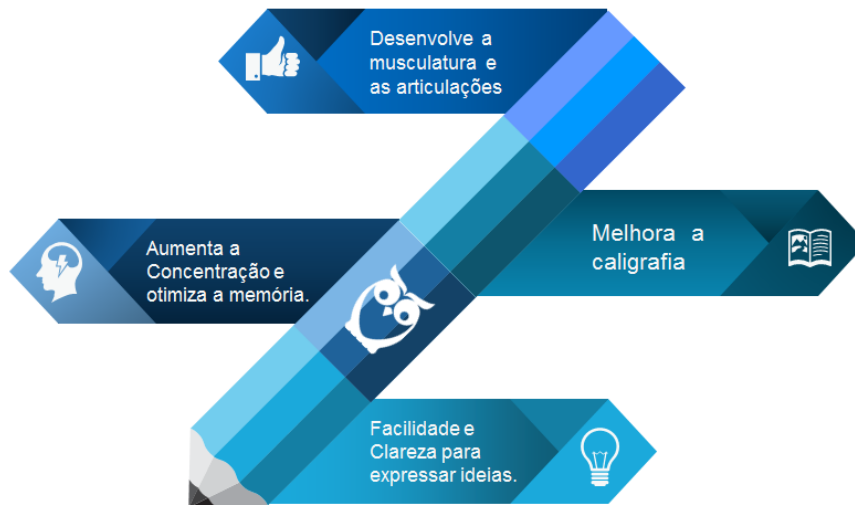 Desenvolve a
musculatura e
as articulações
Aumenta a
Concentração e
otimiza a memória.
Melhora a
caligrafia
Facilidade e
Clareza para
expressar ideias.